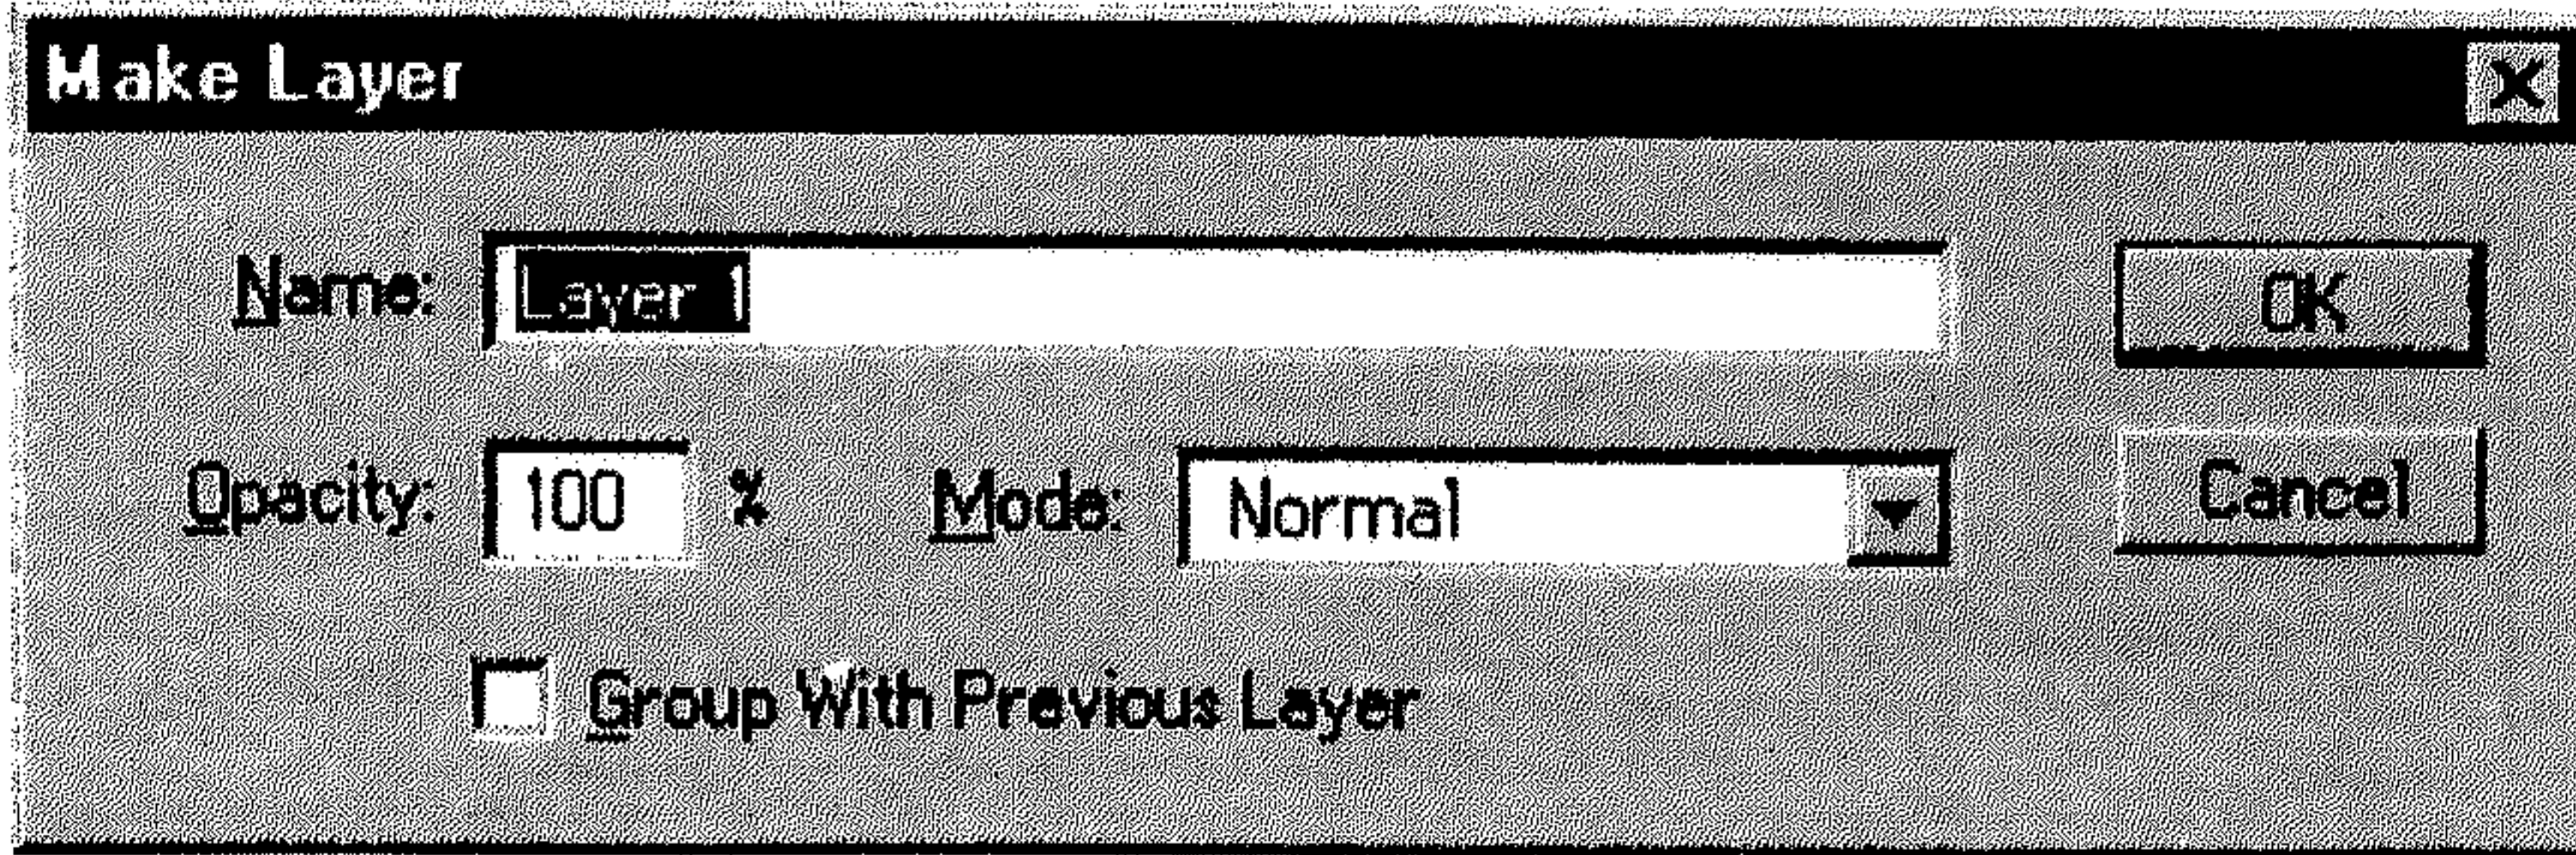 Make Layer
Name: Layer 1
OK
Opacity: 100 % Mode: Normal
Cancel
Group With Previous Layer